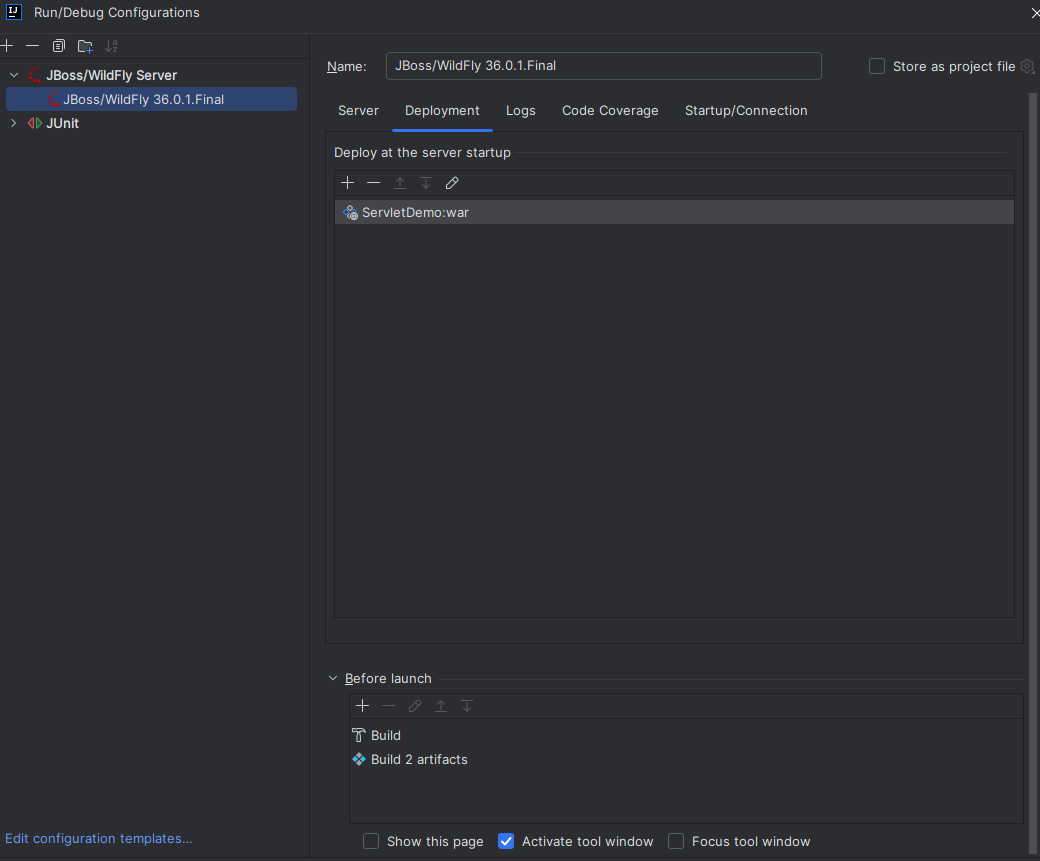 Run/Debug Configurations
JBoss/WildFly Server
JBoss/WildFly 36.0.1.Final
JUnit
Edit configuration templates...
Name: JBoss/WildFly 36.0.1.Final Store as project file
Server Deployment Logs Code Coverage Startup/Connection
Deploy at the server startup
ServletDemo:war
Before launch
Build
Build 2 artifacts
Show this page Activate tool window Focus tool window